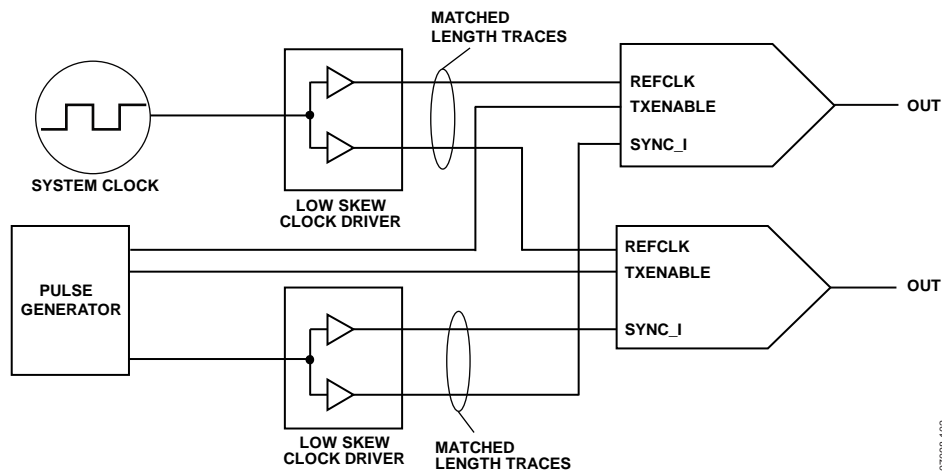 MATCHED
LENGTH TRACES
SYSTEM CLOCK
LOW SKEW
CLOCK DRIVER
REFCLK
TXENABLE
SYNC_I
OUT
PULSE
GENERATOR
REFCLK
TXENABLE
SYNC_I
OUT
LOW SKEW
CLOCK DRIVER
MATCHED
LENGTH TRACES